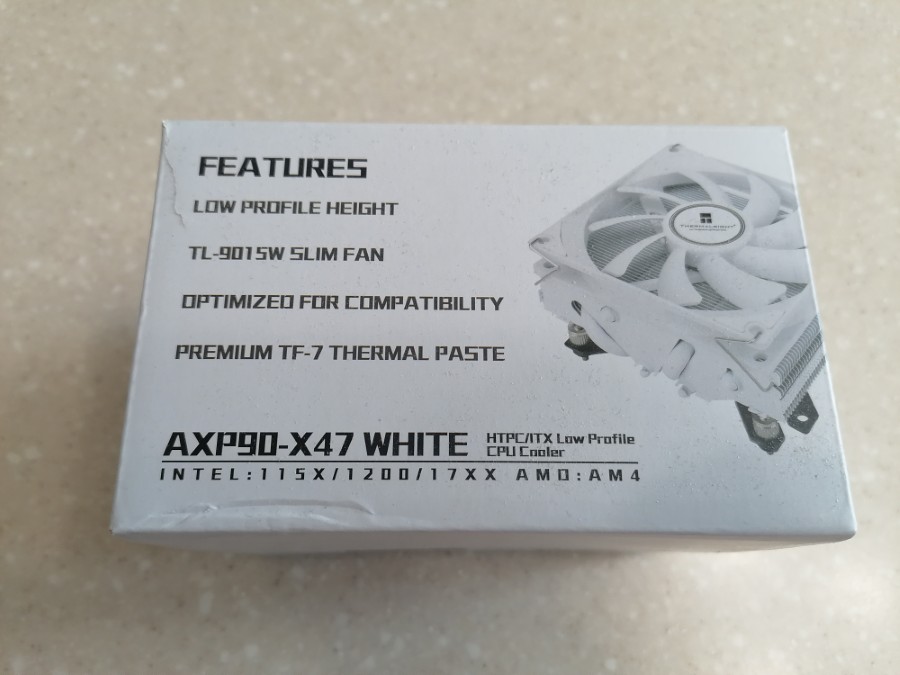 FEATURES
LOW PROFILE HEIGHT
TL-9015W SLIM FAN
OPTIMIZED FOR COMPATIBILITY
PREMIUM TF-7 THERMAL PASTE
AXP90-X47 WHITE
HTPC/ITX Low Profile
CPU Cooler
INTEL:115X/1200/17XX AMD:AM4
THERMALRIGHT